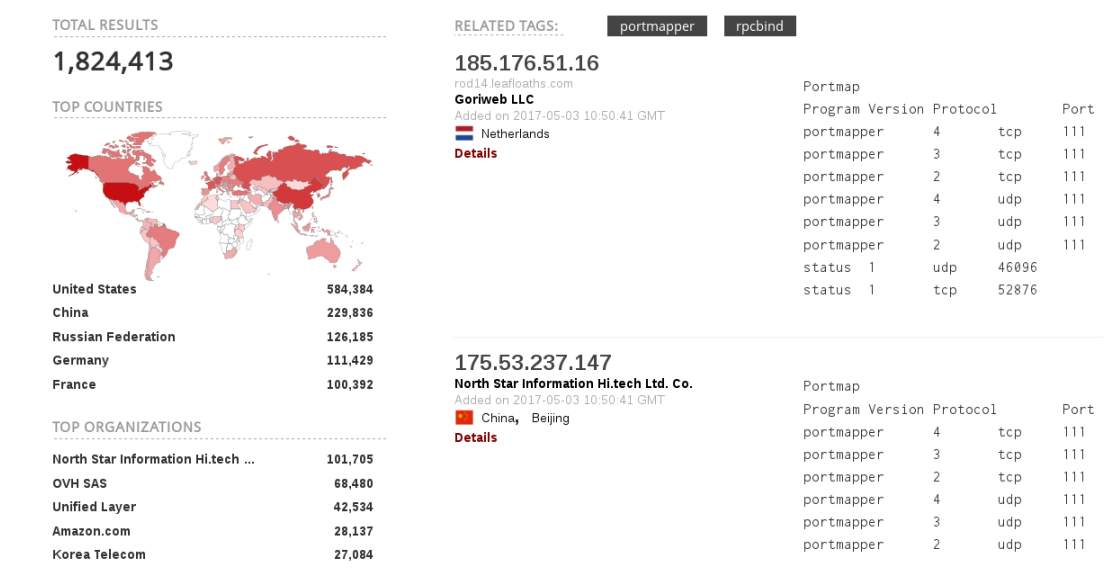 TOTAL RESULTS
1,824,413
TOP COUNTRIES
United States 584,384
China 229,836
Russian Federation 126,185
Germany 111,429
France 100,392
TOP ORGANIZATIONS
North Star Information Hi.tech ... 101,705
OVH SAS 68,480
Unified Layer 42,534
Amazon.com 28,137
Korea Telecom 27,084
RELATED TAGS: portmapper rpcbind
185.176.51.16
rod14.leafloaths.com
Goriweb LLC
Added on 2017-05-03 10:50:41 GMT
Netherlands
Details
Portmap
Program Version Protocol Port
portmapper 4 tcp 111
portmapper 3 tcp 111
portmapper 2 tcp 111
portmapper 4 udp 111
portmapper 3 udp 111
portmapper 2 udp 111
status 1 udp 46096
status 1 tcp 52876
175.53.237.147
North Star Information Hi.tech Ltd. Co.
Added on 2017-05-03 10:50:41 GMT
China, Beijing
Details
Portmap
Program Version Protocol Port
portmapper 4 tcp 111
portmapper 3 tcp 111
portmapper 2 tcp 111
portmapper 4 udp 111
portmapper 3 udp 111
portmapper 2 udp 111